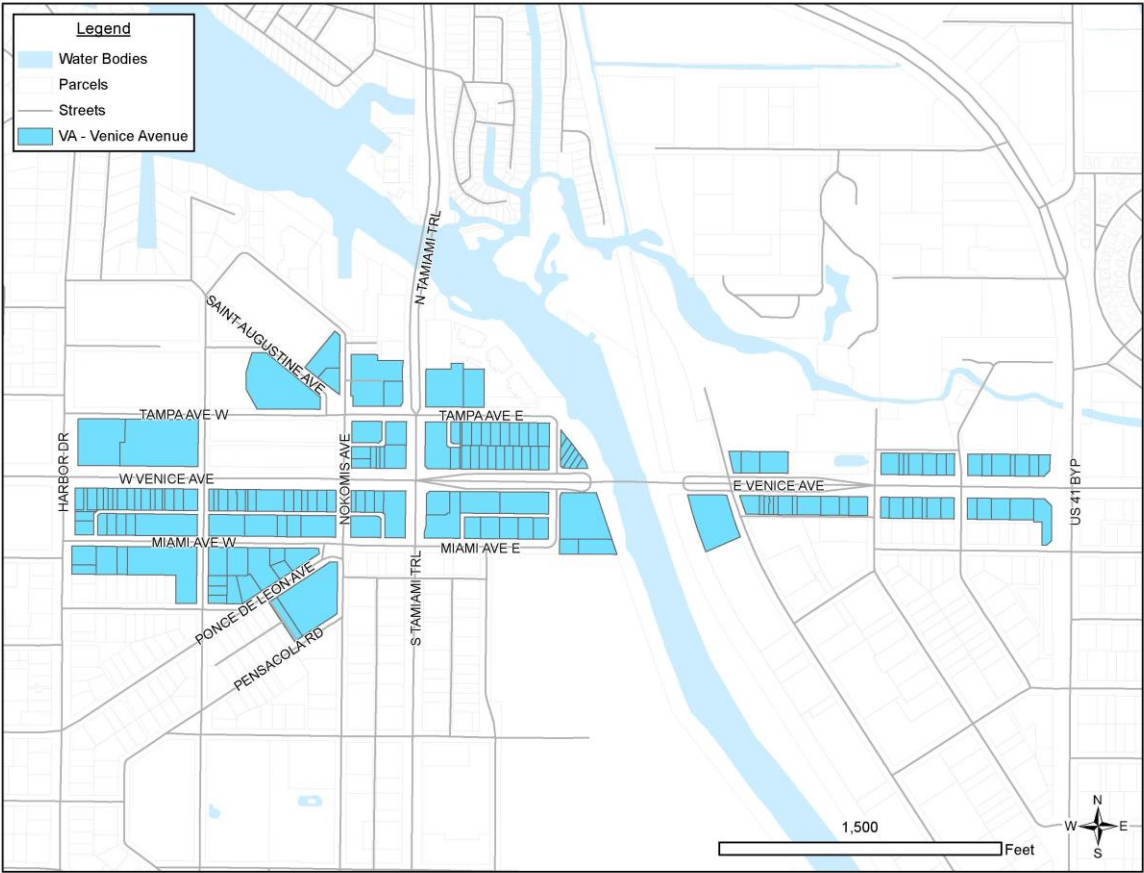 Legend
Water Bodies
Parcels
Streets
VA - Venice Avenue
N TAMIAMI TRL
SAINT AUGUSTINE AVE
TAMPA AVE W
TAMPA AVE E
HARBOR DR
W VENICE AVE
NOKOMIS AVE
E VENICE AVE
US 41 BYP
MIAMI AVE W
MIAMI AVE E
PONCE DE LEON AVE
S TAMIAMI TRL
PENSACOLA RD
1,500
Feet
N
W
E
S